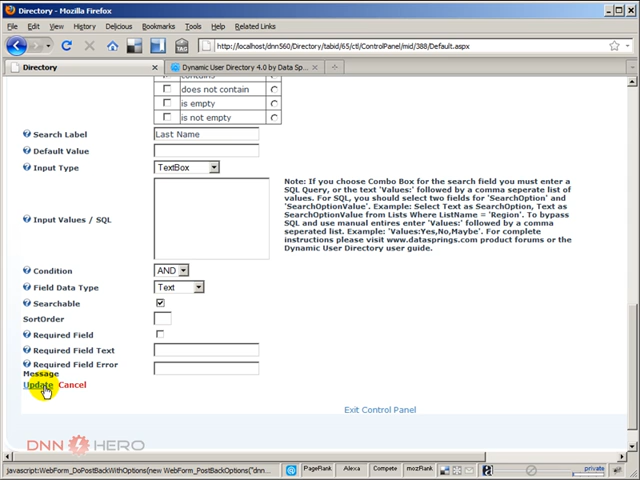 Directory - Mozilla Firefox
File Edit View History Delicious Bookmarks Tools Help Related Links
TAG
http://localhost/dnn560/Directory/tabid/65/ctl/ControlPanel/mid/388/Default.aspx
Directory
Dynamic User Directory 4.0 by Data Sp...
contains
does not contain
is empty
is not empty
Search Label Last Name
Default Value
Input Type TextBox
Input Values / SQL
Note: If you choose Combo Box for the search field you must enter a
SQL Query, or the text 'Values:' followed by a comma seperate list of
values. For SQL, you should select two fields for 'SearchOption' and
'SearchOptionValue'. Example: Select Text as SearchOption, Text as
SearchOptionValue from Lists Where ListName = 'Region'. To bypass
SQL and use manual entires enter 'Values:' followed by a comma
seperated list. Example: 'Values:Yes,No,Maybe'. For complete
instructions please visit www.datasprings.com product forums or the
Dynamic User Directory user guide.
Condition AND
Field Data Type Text
Searchable
SortOrder
Required Field
Required Field Text
Required Field Error
Message
Update Cancel
Exit Control Panel
DNN HERO
javascript:WebForm_DoPostBackWithOptions(new WebForm_PostBackOptions("dnn...
PageRank Alexa Compete mozRank
private